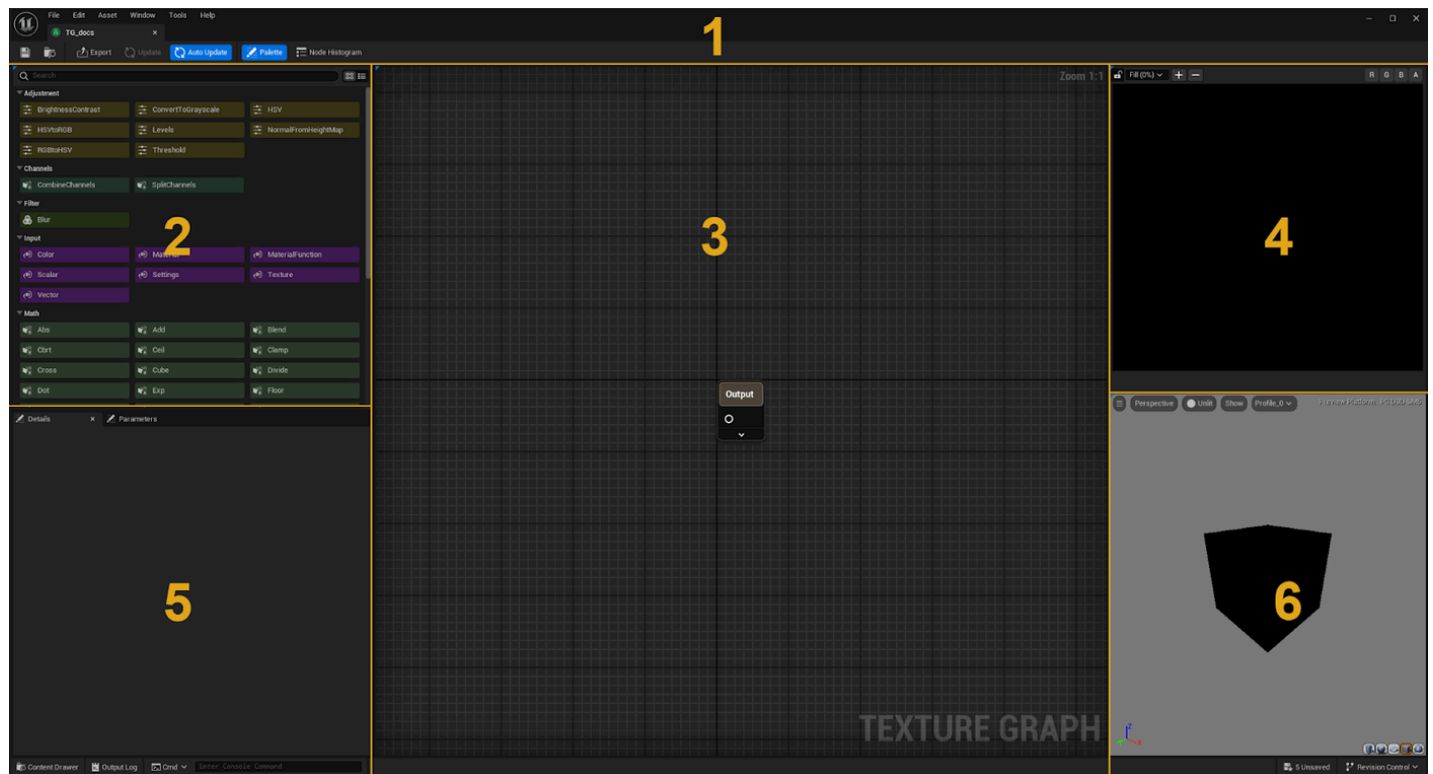 File Edit Asset Window Tools Help
TG_docs
Export Update Auto Update Palette Node Histogram
1
Search
Adjustment
BrightnessContrast ConvertToGrayscale HSV
HSVtoRGB Levels NormalFromHeightMap
RGBtoHSV Threshold
Channels
CombineChannels SplitChannels
Filter
Blur
2
Input
Color MaterialFunction
Scalar Settings Texture
Vector
Math
Abs Add Blend
Cbrt Ceil Clamp
Cross Cube Divide
Dot Exp Floor
Zoom 1:1
3
Output
TEXTURE GRAPH
Fill (0%) R G B A
4
Details Parameters
5
Perspective Unlit Show Profile_0
6
Z
X
Content Drawer Output Log Cmd Enter Console Command
5 Unsaved Revision Control